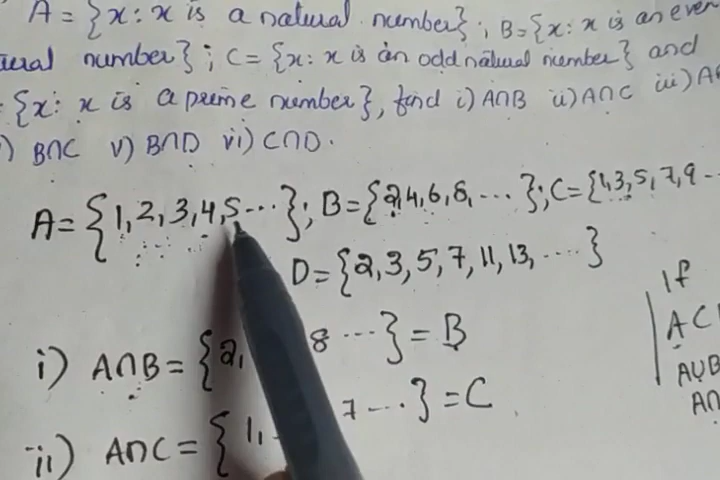 A = {x: x is a natural number}; B = {x: x is an even
number}; C = {x: x is an odd natural number} and
{x: x is a prime number}, find i) A∩B ii) A∩C iii) A∩
B∩C v) B∩D vi) C∩D.
A = {1, 2, 3, 4, 5 ...}; B = {2, 4, 6, 8, ....}; C = {1, 3, 5, 7, 9 ..
D = {2, 3, 5, 7, 11, 13, ....}
If
i) A∩B = {2, 8 ...} = B
A⊂
A∪B
ii) A∩C = {1, 7 ...} = C
A∩